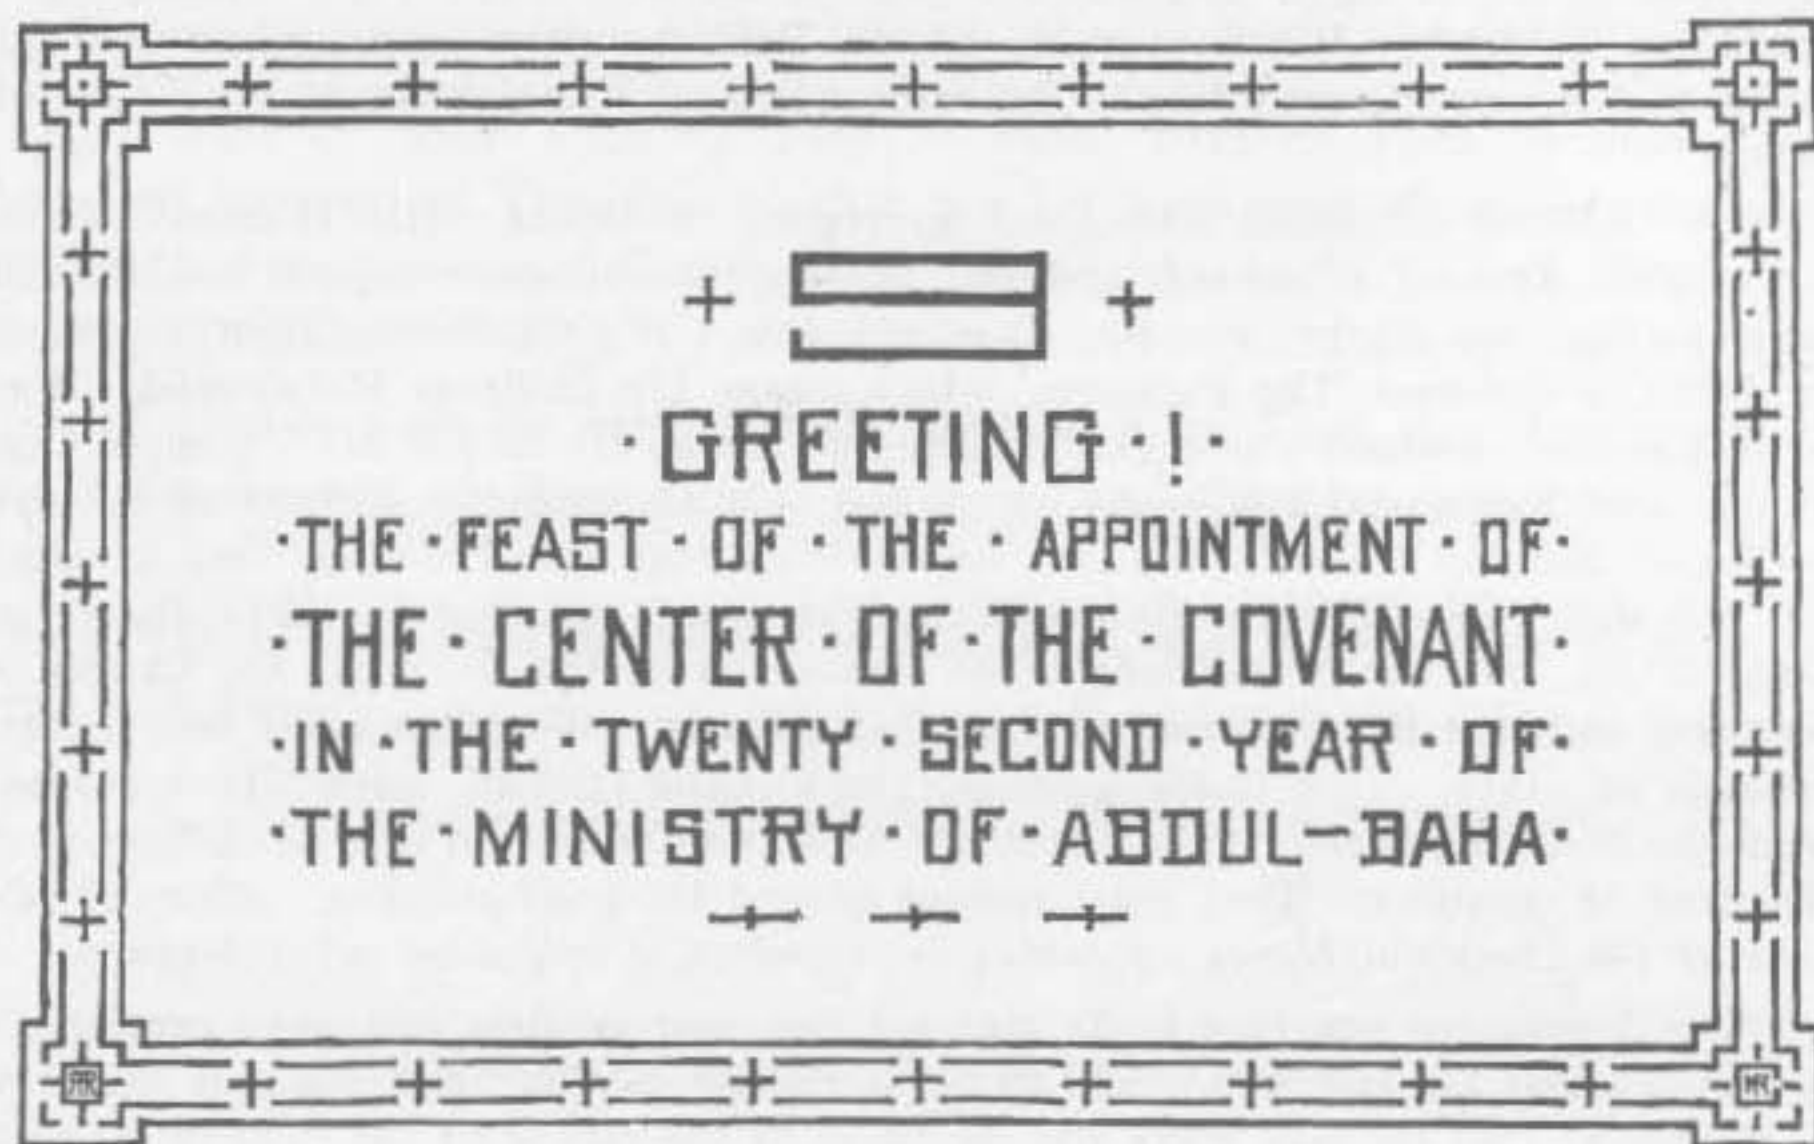 ·GREETING·!·
·THE·FEAST·OF·THE·APPOINTMENT·OF·
·THE·CENTER·OF·THE·COVENANT·
·IN·THE·TWENTY·SECOND·YEAR·OF·
·THE·MINISTRY·OF·ABDUL-BAHA·